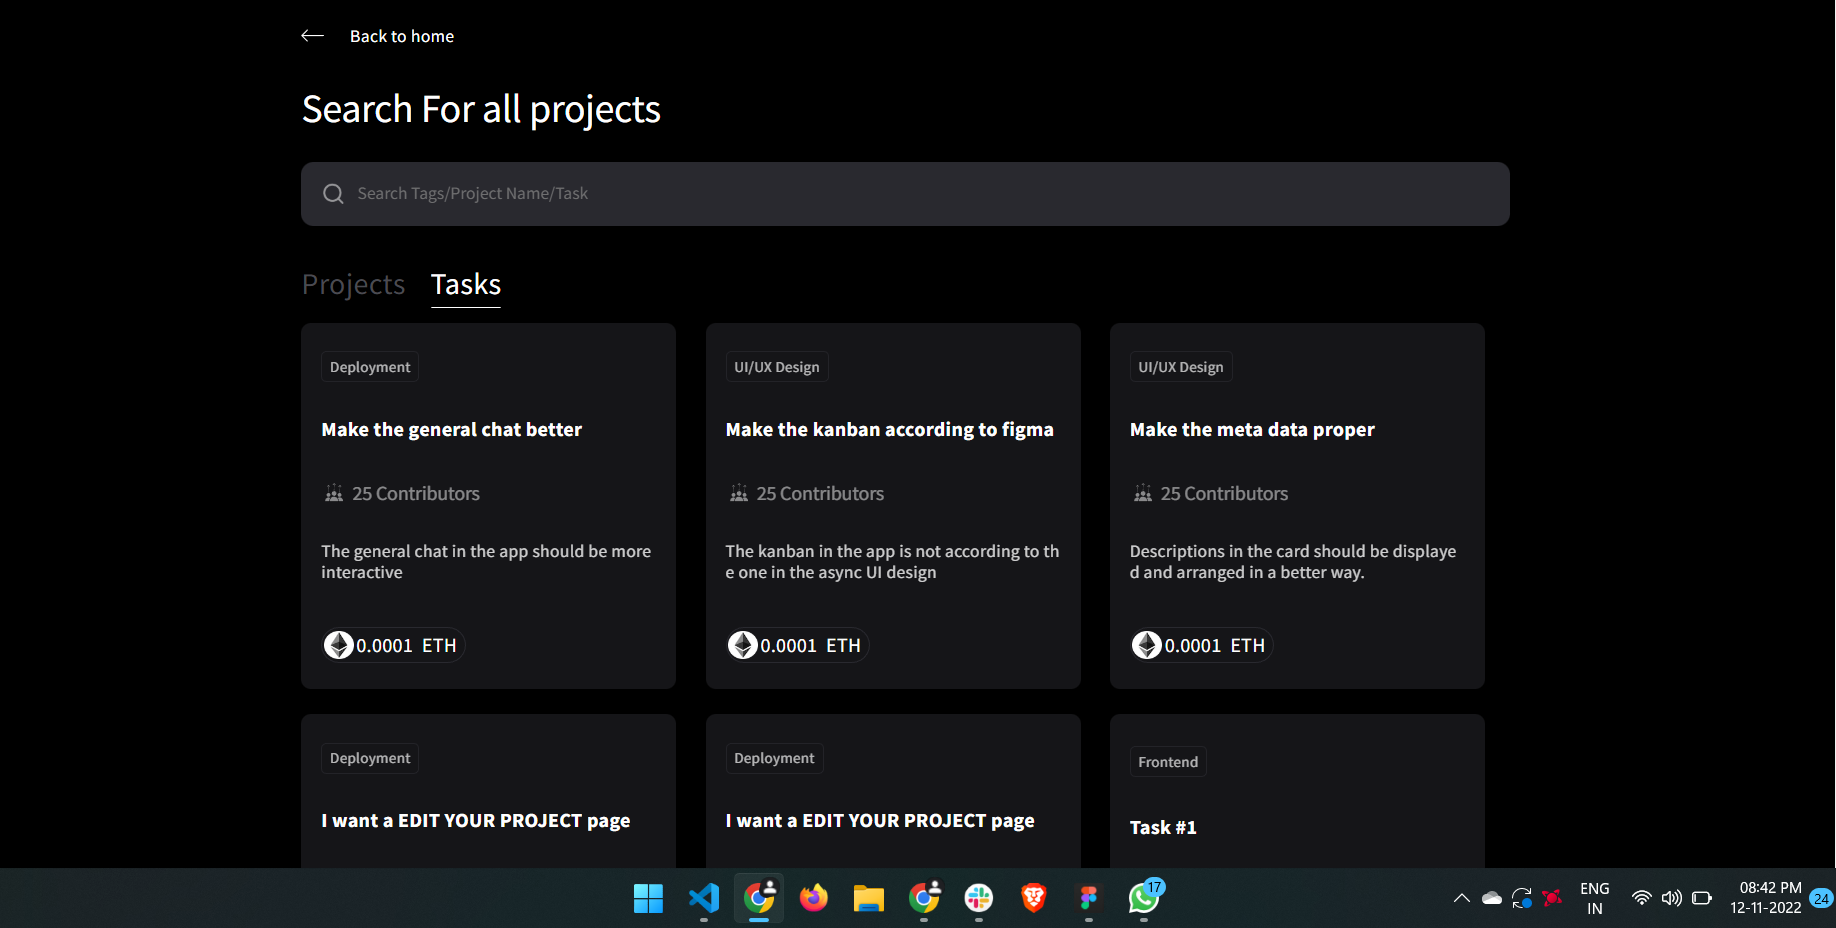 Back to home
Search For all projects
Search Tags/Project Name/Task
Projects Tasks
Deployment
Make the general chat better
25 Contributors
The general chat in the app should be more
interactive
0.0001 ETH
UI/UX Design
Make the kanban according to figma
25 Contributors
The kanban in the app is not according to th
e one in the async UI design
0.0001 ETH
UI/UX Design
Make the meta data proper
25 Contributors
Descriptions in the card should be displaye
d and arranged in a better way.
0.0001 ETH
Deployment
I want a EDIT YOUR PROJECT page
Deployment
I want a EDIT YOUR PROJECT page
Frontend
Task #1
17
ENG
IN
08:42 PM
12-11-2022
24